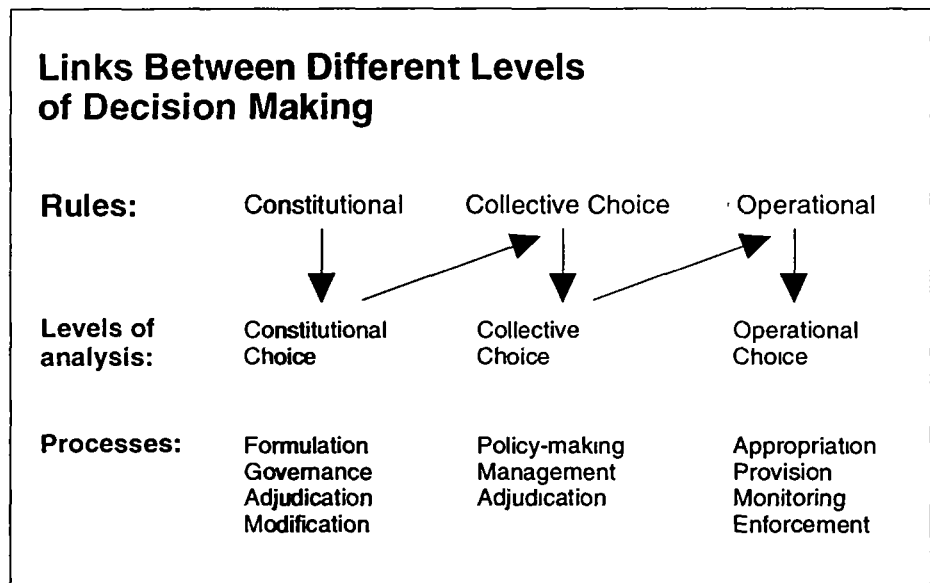 Links Between Different Levels
of Decision Making
Rules: Constitutional Collective Choice Operational
Levels of analysis: Constitutional Choice Collective Choice Operational Choice
Processes: Formulation Policy-making Appropriation
Governance Management Provision
Adjudication Adjudication Monitoring
Modification Enforcement